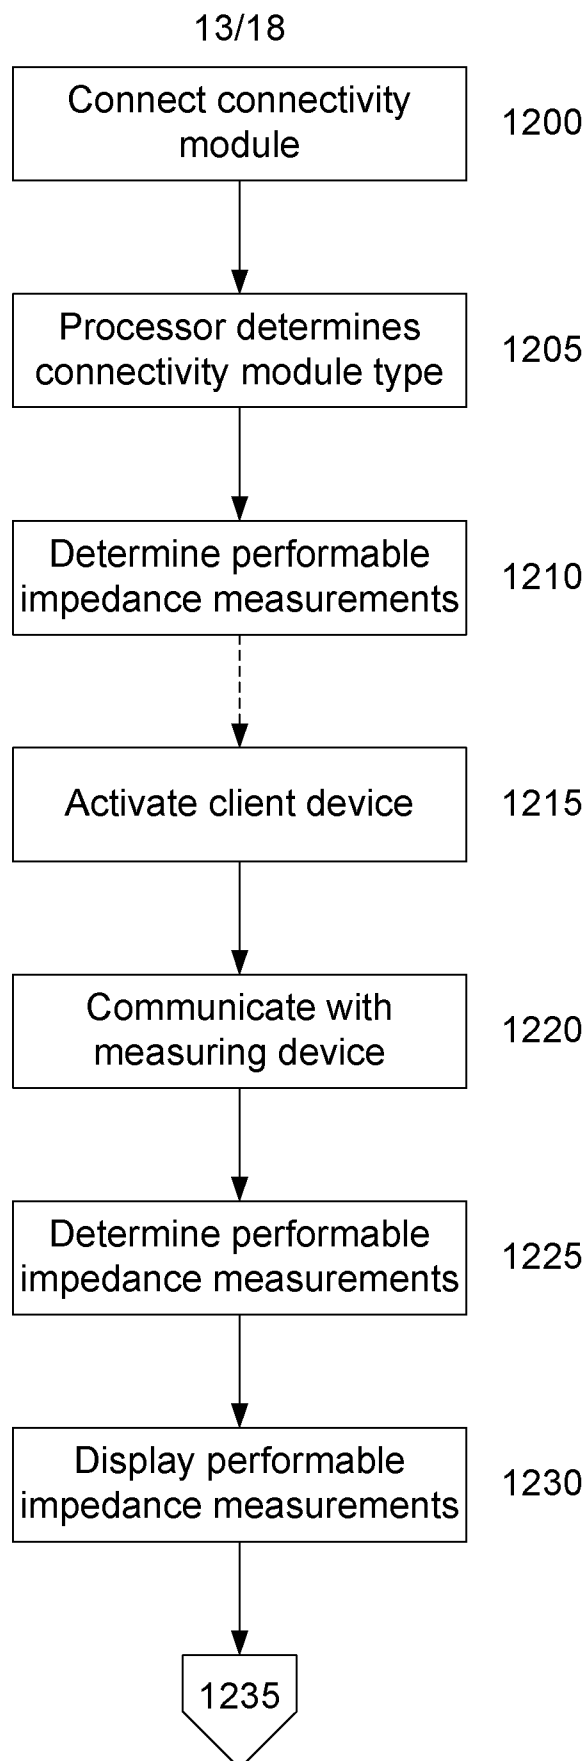 13/18
Connect connectivity
module
1200
Processor determines
connectivity module type
1205
Determine performable
impedance measurements
1210
Activate client device
1215
Communicate with
measuring device
1220
Determine performable
impedance measurements
1225
Display performable
impedance measurements
1230
1235